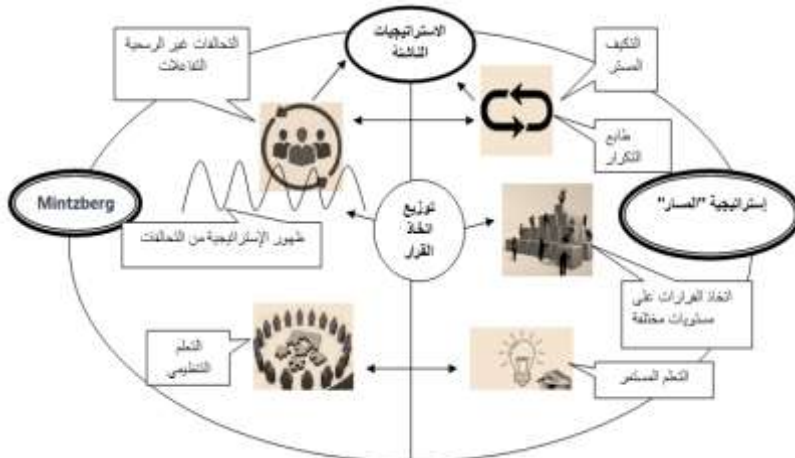 الاستراتيجيات
الناشئة
التحالفات غير الرسمية
التفاعلات
التكيف
المستر
طابع
التكرار
Mintzberg
إستراتيجية "المسار"
توزيع
اتخاذ
القرار
ظهور الإستراتيجية من التحالفات
اتخاذ القرارات على
مستويات مختلفة
التعلم
التنظيمي
التعلم المستمر